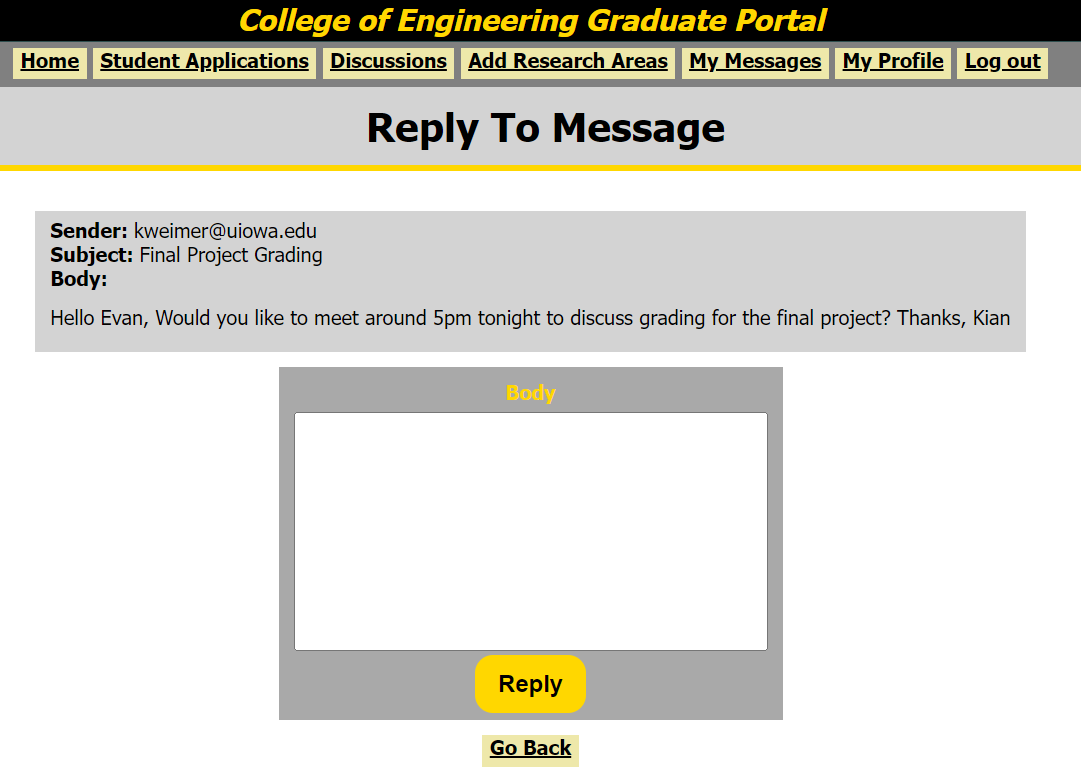 College of Engineering Graduate Portal
Home Student Applications Discussions Add Research Areas My Messages My Profile Log out
Reply To Message
Sender: kweimer@uiowa.edu
Subject: Final Project Grading
Body:
Hello Evan, Would you like to meet around 5pm tonight to discuss grading for the final project? Thanks, Kian
Body
Reply
Go Back